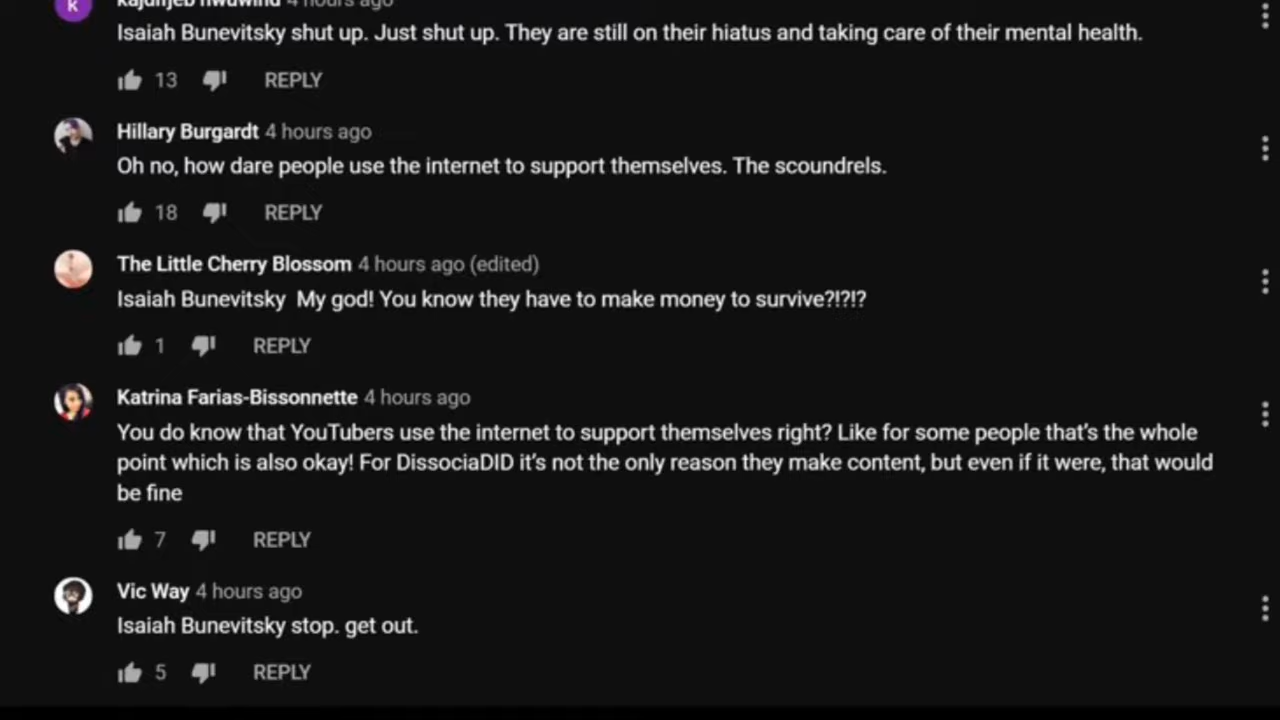 4 hours ago
Isaiah Bunevitsky shut up. Just shut up. They are still on their hiatus and taking care of their mental health.
13 REPLY
Hillary Burgardt 4 hours ago
Oh no, how dare people use the internet to support themselves. The scoundrels.
18 REPLY
The Little Cherry Blossom 4 hours ago (edited)
Isaiah Bunevitsky My god! You know they have to make money to survive?!?!?
1 REPLY
Katrina Farias-Bissonnette 4 hours ago
You do know that YouTubers use the internet to support themselves right? Like for some people that's the whole
point which is also okay! For DissociaDID it's not the only reason they make content, but even if it were, that would
be fine
7 REPLY
Vic Way 4 hours ago
Isaiah Bunevitsky stop. get out.
5 REPLY